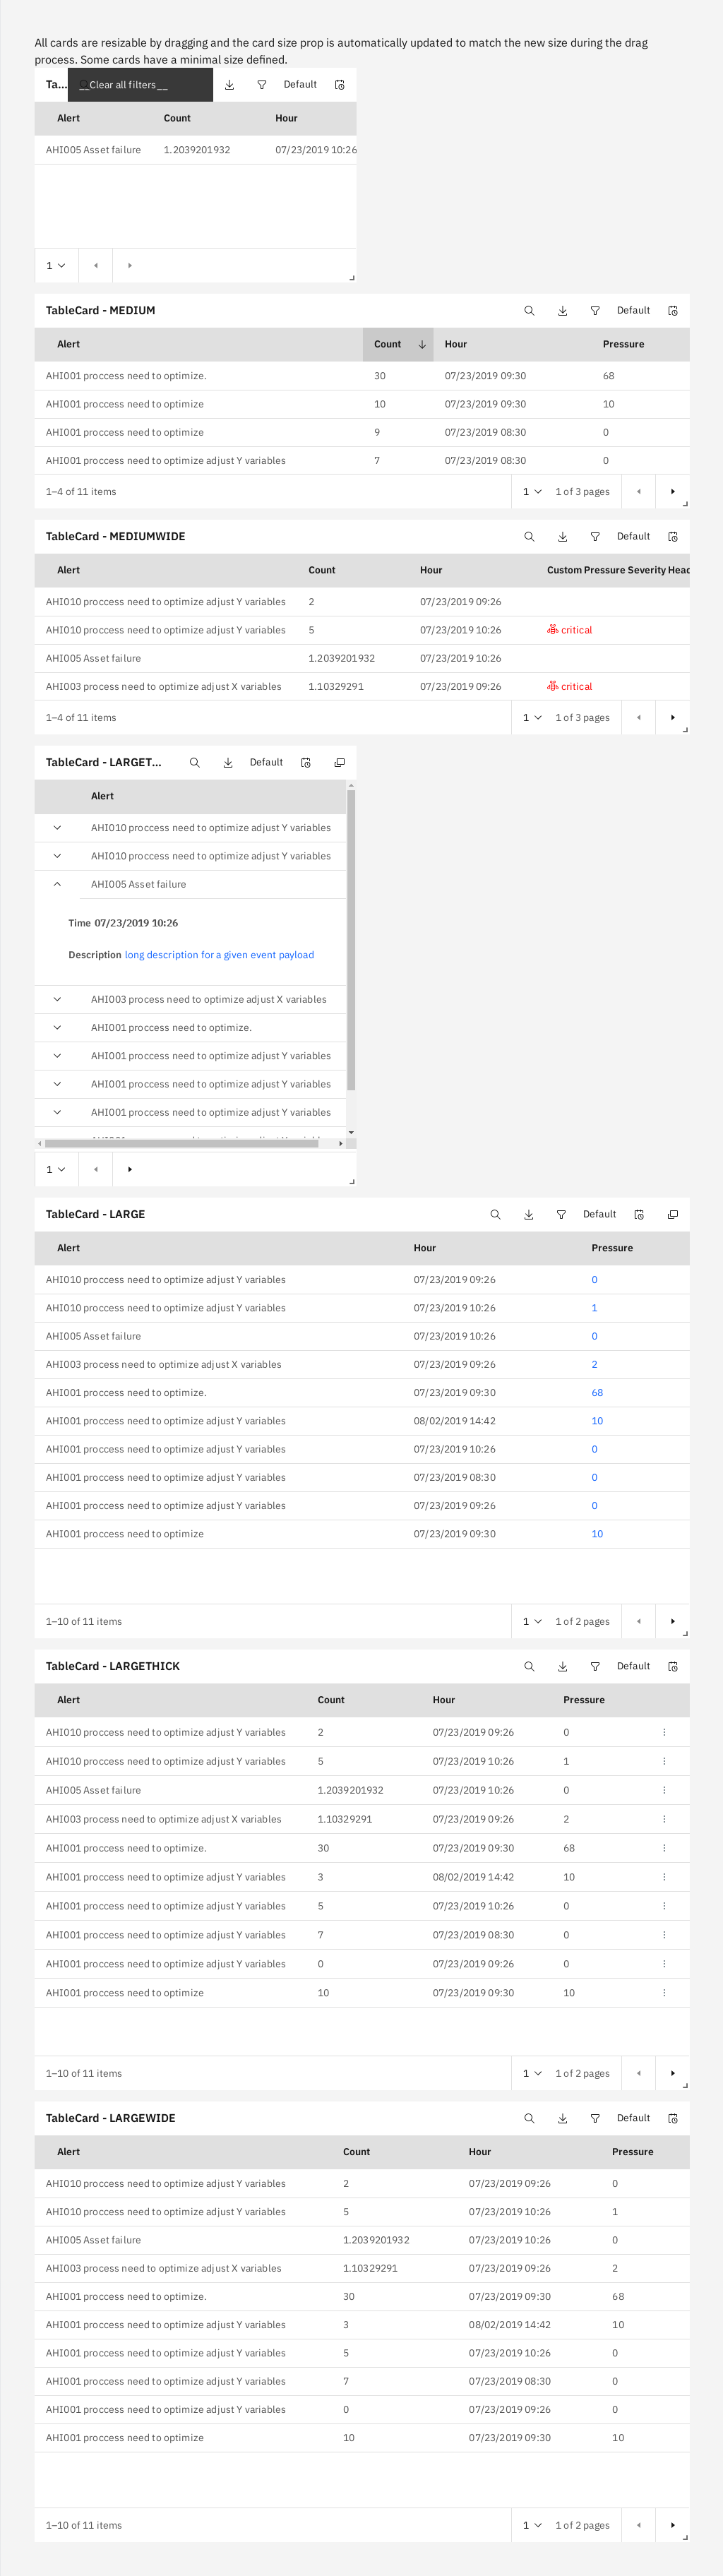 All cards are resizable by dragging and the card size prop is automatically updated to match the new size during the drag
process. Some cards have a minimal size defined.
Ta... __Clear all filters__ Default
Alert Count Hour
AHI005 Asset failure 1.2039201932 07/23/2019 10:26
1
TableCard - MEDIUM Default
Alert Count Hour Pressure
AHI001 proccess need to optimize. 30 07/23/2019 09:30 68
AHI001 proccess need to optimize 10 07/23/2019 09:30 10
AHI001 proccess need to optimize 9 07/23/2019 08:30 0
AHI001 proccess need to optimize adjust Y variables 7 07/23/2019 08:30 0
1–4 of 11 items 1 1 of 3 pages
TableCard - MEDIUMWIDE Default
Alert Count Hour Custom Pressure Severity Head
AHI010 proccess need to optimize adjust Y variables 2 07/23/2019 09:26
AHI010 proccess need to optimize adjust Y variables 5 07/23/2019 10:26 critical
AHI005 Asset failure 1.2039201932 07/23/2019 10:26
AHI003 process need to optimize adjust X variables 1.10329291 07/23/2019 09:26 critical
1–4 of 11 items 1 1 of 3 pages
TableCard - LARGET... Default
Alert
AHI010 proccess need to optimize adjust Y variables
AHI010 proccess need to optimize adjust Y variables
AHI005 Asset failure
Time 07/23/2019 10:26
Description long description for a given event payload
AHI003 process need to optimize adjust X variables
AHI001 proccess need to optimize.
AHI001 proccess need to optimize adjust Y variables
AHI001 proccess need to optimize adjust Y variables
AHI001 proccess need to optimize adjust Y variables
1
TableCard - LARGE Default
Alert Hour Pressure
AHI010 proccess need to optimize adjust Y variables 07/23/2019 09:26 0
AHI010 proccess need to optimize adjust Y variables 07/23/2019 10:26 1
AHI005 Asset failure 07/23/2019 10:26 0
AHI003 process need to optimize adjust X variables 07/23/2019 09:26 2
AHI001 proccess need to optimize. 07/23/2019 09:30 68
AHI001 proccess need to optimize adjust Y variables 08/02/2019 14:42 10
AHI001 proccess need to optimize adjust Y variables 07/23/2019 10:26 0
AHI001 proccess need to optimize adjust Y variables 07/23/2019 08:30 0
AHI001 proccess need to optimize adjust Y variables 07/23/2019 09:26 0
AHI001 proccess need to optimize 07/23/2019 09:30 10
1–10 of 11 items 1 1 of 2 pages
TableCard - LARGETHICK Default
Alert Count Hour Pressure
AHI010 proccess need to optimize adjust Y variables 2 07/23/2019 09:26 0
AHI010 proccess need to optimize adjust Y variables 5 07/23/2019 10:26 1
AHI005 Asset failure 1.2039201932 07/23/2019 10:26 0
AHI003 process need to optimize adjust X variables 1.10329291 07/23/2019 09:26 2
AHI001 proccess need to optimize. 30 07/23/2019 09:30 68
AHI001 proccess need to optimize adjust Y variables 3 08/02/2019 14:42 10
AHI001 proccess need to optimize adjust Y variables 5 07/23/2019 10:26 0
AHI001 proccess need to optimize adjust Y variables 7 07/23/2019 08:30 0
AHI001 proccess need to optimize adjust Y variables 0 07/23/2019 09:26 0
AHI001 proccess need to optimize 10 07/23/2019 09:30 10
1–10 of 11 items 1 1 of 2 pages
TableCard - LARGEWIDE Default
Alert Count Hour Pressure
AHI010 proccess need to optimize adjust Y variables 2 07/23/2019 09:26 0
AHI010 proccess need to optimize adjust Y variables 5 07/23/2019 10:26 1
AHI005 Asset failure 1.2039201932 07/23/2019 10:26 0
AHI003 process need to optimize adjust X variables 1.10329291 07/23/2019 09:26 2
AHI001 proccess need to optimize. 30 07/23/2019 09:30 68
AHI001 proccess need to optimize adjust Y variables 3 08/02/2019 14:42 10
AHI001 proccess need to optimize adjust Y variables 5 07/23/2019 10:26 0
AHI001 proccess need to optimize adjust Y variables 7 07/23/2019 08:30 0
AHI001 proccess need to optimize adjust Y variables 0 07/23/2019 09:26 0
AHI001 proccess need to optimize 10 07/23/2019 09:30 10
1–10 of 11 items 1 1 of 2 pages